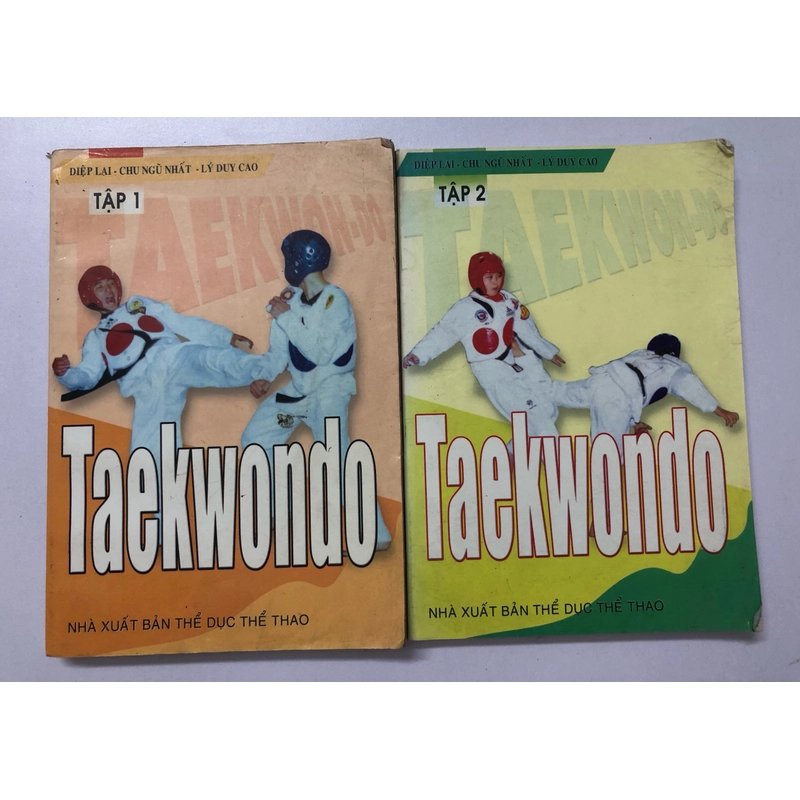 DIỆP LAI - CHU NGŨ NHẤT - LÝ DUY CAO
TẬP 1
TAEKWON-DO
Taekwondo
NHÀ XUẤT BẢN THỂ DỤC THỂ THAO
DIỆP LAI - CHU NGŨ NHẤT - LÝ DUY CAO
TẬP 2
TAEKWON-DO
Taekwondo
NHÀ XUẤT BẢN THỂ DỤC THỂ THAO